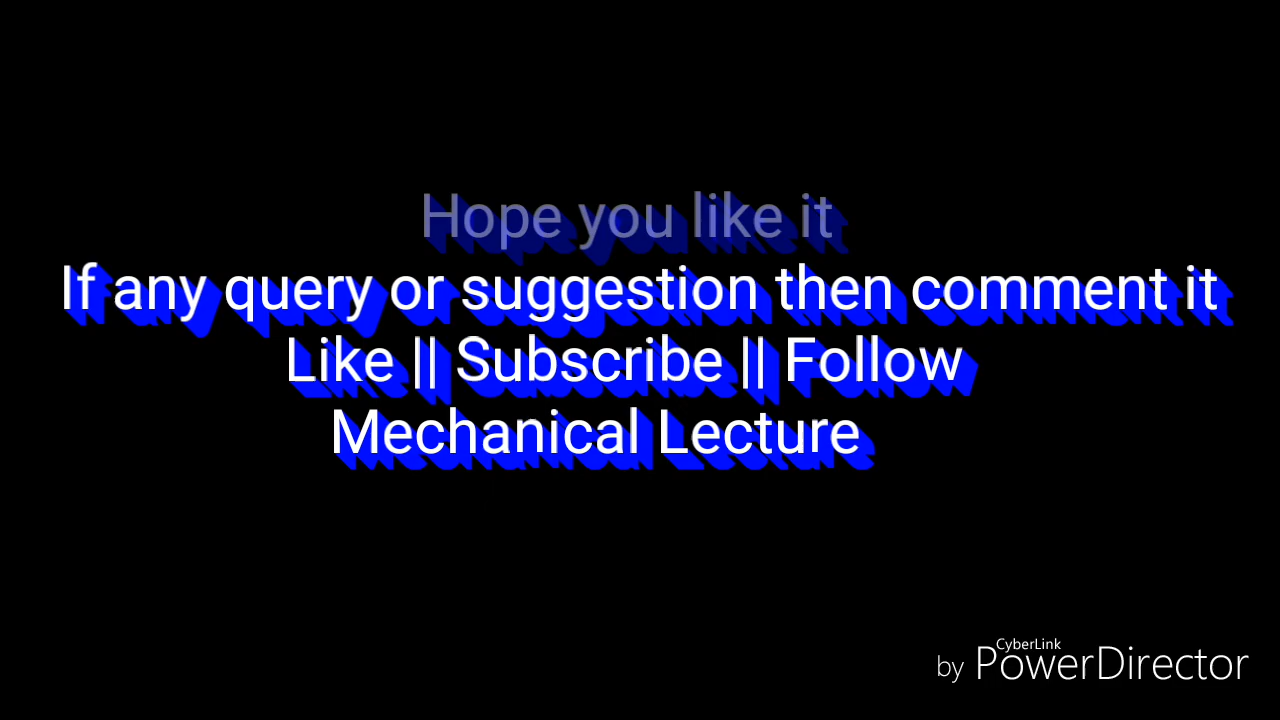 Hope you like it
If any query or suggestion then comment it
Like || Subscribe || Follow
Mechanical Lecture
CyberLink
by PowerDirector